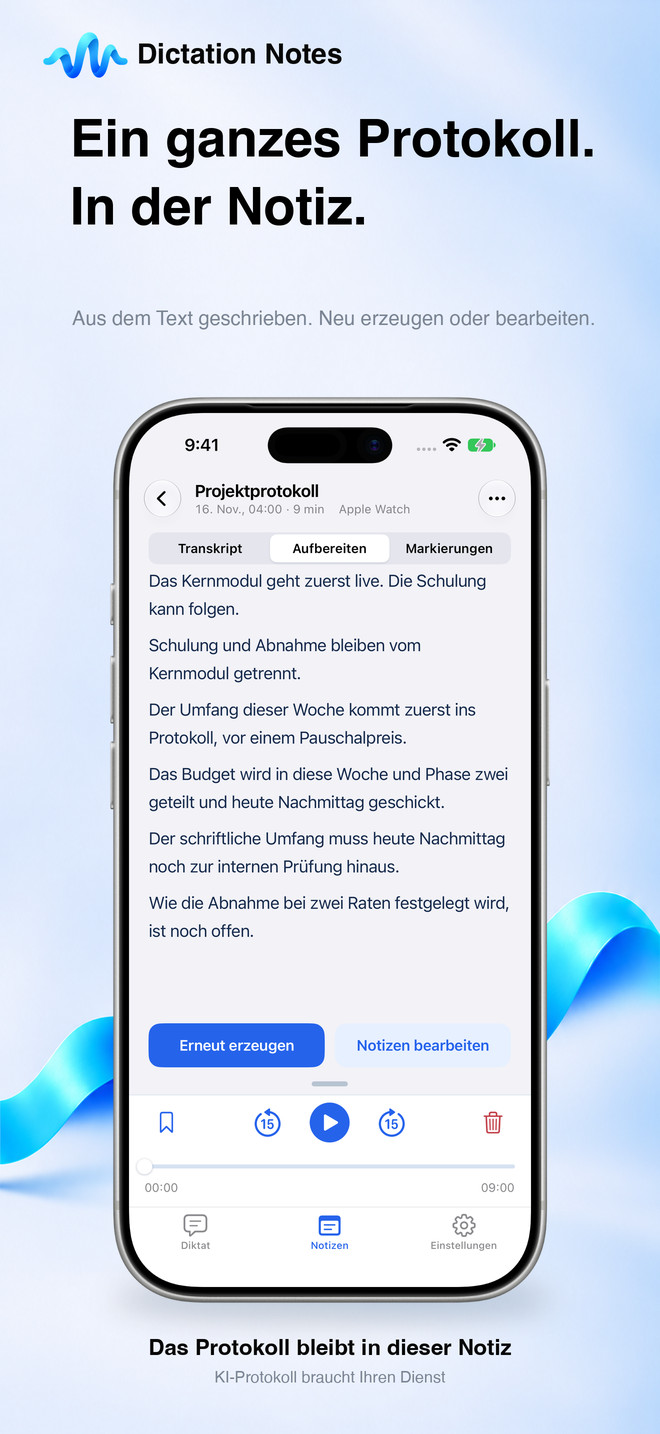 Dictation Notes
Ein ganzes Protokoll.
In der Notiz.
Aus dem Text geschrieben. Neu erzeugen oder bearbeiten.
9:41
Projektprotokoll
16. Nov., 04:00 · 9 min Apple Watch
Transkript Aufbereiten Markierungen
Das Kernmodul geht zuerst live. Die Schulung
kann folgen.
Schulung und Abnahme bleiben vom
Kernmodul getrennt.
Der Umfang dieser Woche kommt zuerst ins
Protokoll, vor einem Pauschalpreis.
Das Budget wird in diese Woche und Phase zwei
geteilt und heute Nachmittag geschickt.
Der schriftliche Umfang muss heute Nachmittag
noch zur internen Prüfung hinaus.
Wie die Abnahme bei zwei Raten festgelegt wird,
ist noch offen.
Erneut erzeugen Notizen bearbeiten
15 15
00:00 09:00
Diktat Notizen Einstellungen
Das Protokoll bleibt in dieser Notiz
KI-Protokoll braucht Ihren Dienst